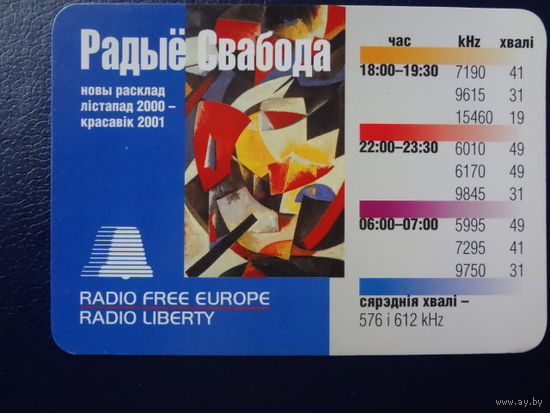 Радыё Свабода
новы расклад
лістапад 2000 –
красавік 2001
RADIO FREE EUROPE
RADIO LIBERTY
час kHz хвалі
18:00–19:30 7190 41
9615 31
15460 19
22:00–23:30 6010 49
6170 49
9845 31
06:00–07:00 5995 49
7295 41
9750 31
сярэднія хвалі –
576 і 612 kHz
www.ay.by